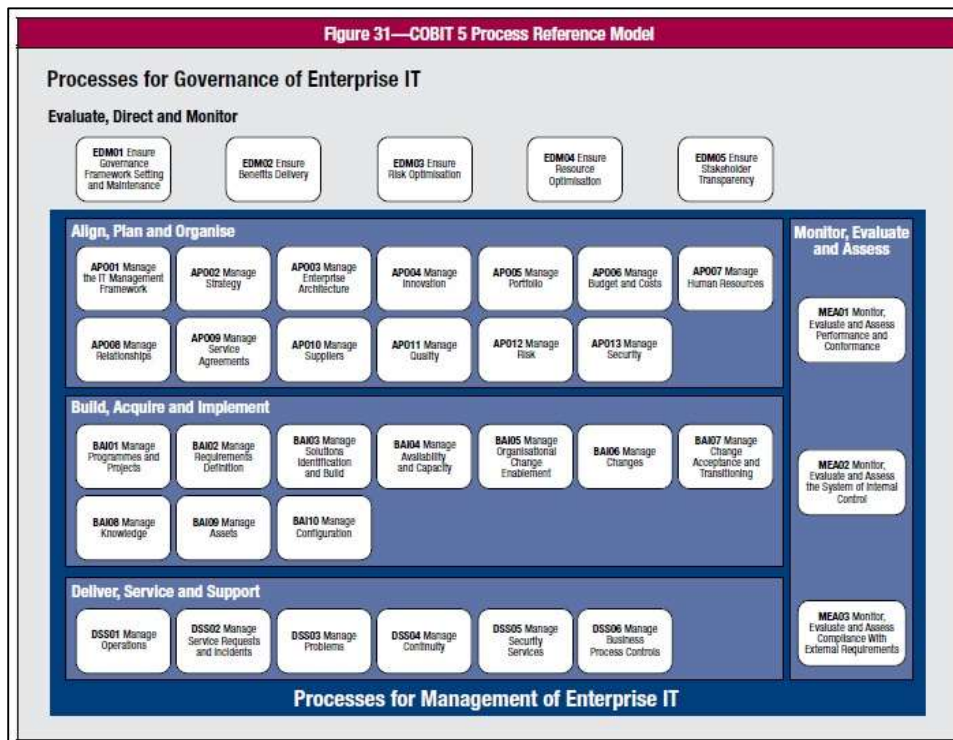 Figure 31—COBIT 5 Process Reference Model
Processes for Governance of Enterprise IT
Evaluate, Direct and Monitor
EDM01 Ensure
Governance
Framework Setting
and Maintenance
EDM02 Ensure
Benefits Delivery
EDM03 Ensure
Risk Optimisation
EDM04 Ensure
Resource
Optimisation
EDM05 Ensure
Stakeholder
Transparency
Align, Plan and Organise
APO01 Manage
the IT Management
Framework
APO02 Manage
Strategy
APO03 Manage
Enterprise
Architecture
APO04 Manage
Innovation
APO05 Manage
Portfolio
APO06 Manage
Budget and Costs
APO07 Manage
Human Resources
APO08 Manage
Relationships
APO09 Manage
Service
Agreements
APO10 Manage
Suppliers
APO11 Manage
Quality
APO12 Manage
Risk
APO13 Manage
Security
Build, Acquire and Implement
BAI01 Manage
Programmes and
Projects
BAI02 Manage
Requirements
Definition
BAI03 Manage
Solutions
Identification
and Build
BAI04 Manage
Availability
and Capacity
BAI05 Manage
Organisational
Change
Enablement
BAI06 Manage
Changes
BAI07 Manage
Change
Acceptance and
Transitioning
BAI08 Manage
Knowledge
BAI09 Manage
Assets
BAI10 Manage
Configuration
Deliver, Service and Support
DSS01 Manage
Operations
DSS02 Manage
Service Requests
and Incidents
DSS03 Manage
Problems
DSS04 Manage
Continuity
DSS05 Manage
Security
Services
DSS06 Manage
Business
Process Controls
Monitor, Evaluate
and Assess
MEA01 Monitor,
Evaluate and Assess
Performance and
Conformance
MEA02 Monitor,
Evaluate and Assess
the System of Internal
Control
MEA03 Monitor,
Evaluate and Assess
Compliance With
External Requirements
Processes for Management of Enterprise IT